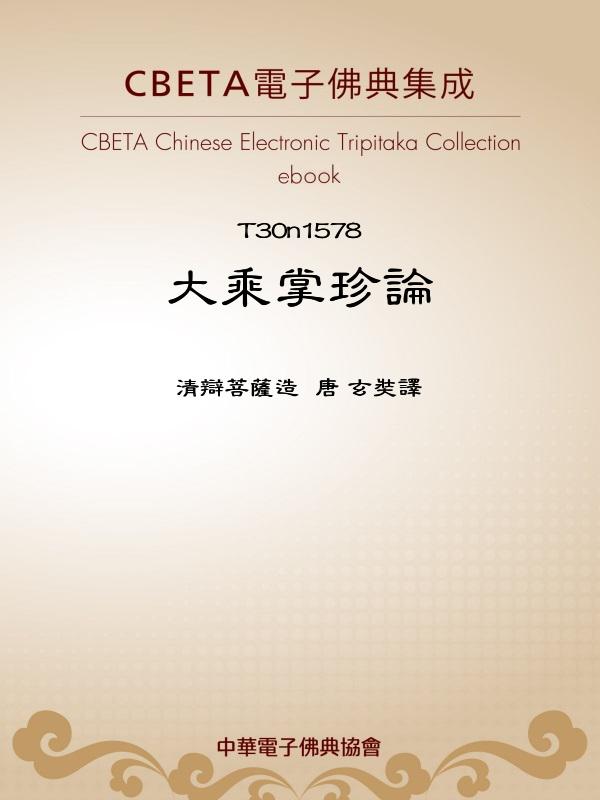 CBETA電子佛典集成
CBETA Chinese Electronic Tripitaka Collection
ebook
T30n1578
大乘掌珍論
清辯菩薩造 唐 玄奘譯
中華電子佛典協會